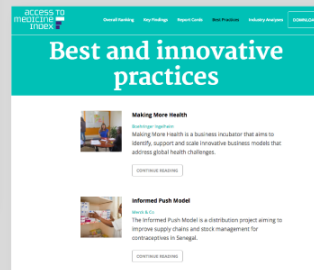 access TO
MEDICINE
INDEX
Overall Ranking Key Findings Report Cards Best Practices Industry Analyses DOWNLO
Best and innovative
practices
Making More Health
Boehringer Ingelheim
Making More Health is a business incubator that aims to
identify, support and scale innovative business models that
address global health challenges.
CONTINUE READING
Informed Push Model
Merck & Co.
The Informed Push Model is a distribution project aiming to
improve supply chains and stock management for
contraceptives in Senegal.
CONTINUE READING